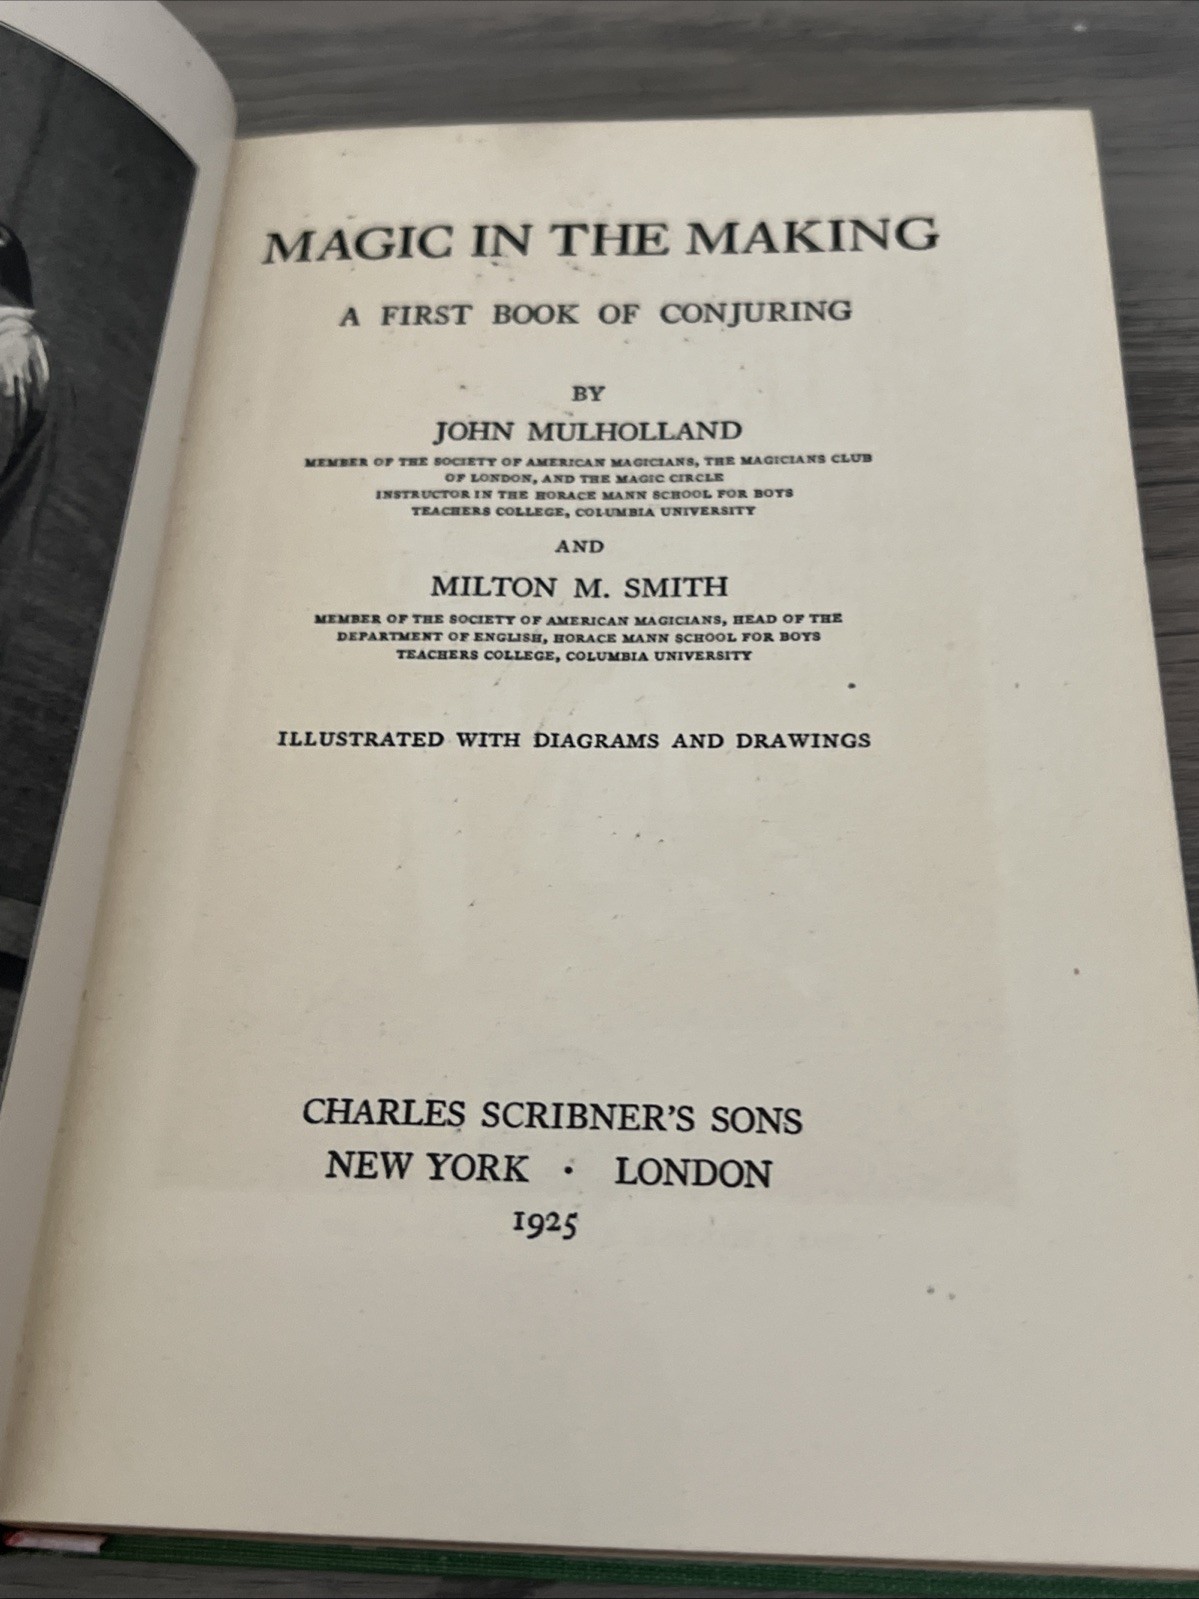 MAGIC IN THE MAKING
A FIRST BOOK OF CONJURING
BY
JOHN MULHOLLAND
MEMBER OF THE SOCIETY OF AMERICAN MAGICIANS, THE MAGICIANS CLUB
OF LONDON, AND THE MAGIC CIRCLE
INSTRUCTOR IN THE HORACE MANN SCHOOL FOR BOYS
TEACHERS COLLEGE, COLUMBIA UNIVERSITY
AND
MILTON M. SMITH
MEMBER OF THE SOCIETY OF AMERICAN MAGICIANS, HEAD OF THE
DEPARTMENT OF ENGLISH, HORACE MANN SCHOOL FOR BOYS
TEACHERS COLLEGE, COLUMBIA UNIVERSITY
ILLUSTRATED WITH DIAGRAMS AND DRAWINGS
CHARLES SCRIBNER'S SONS
NEW YORK · LONDON
1925